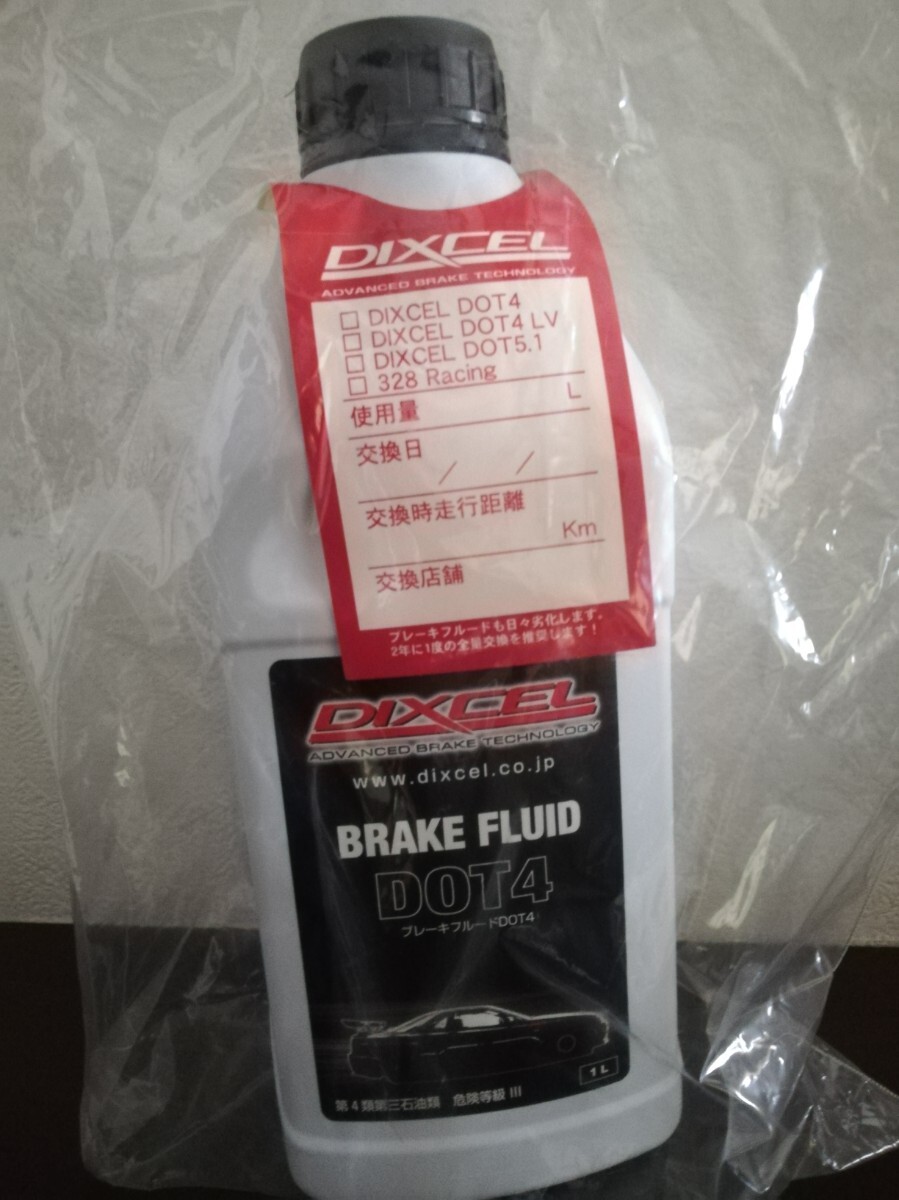 DIXCEL
ADVANCED BRAKE TECHNOLOGY
□ DIXCEL DOT4
□ DIXCEL DOT4 LV
□ DIXCEL DOT5.1
□ 328 Racing
使用量 L
交換日 / /
交換時走行距離 Km
交換店舗
ブレーキフルードも日々劣化します。
2年に1度の全量交換を推奨します!
DIXCEL
ADVANCED BRAKE TECHNOLOGY
www.dixcel.co.jp
BRAKE FLUID
DOT4
ブレーキフルードDOT4
1L
第4類第三石油類 危険等級 III